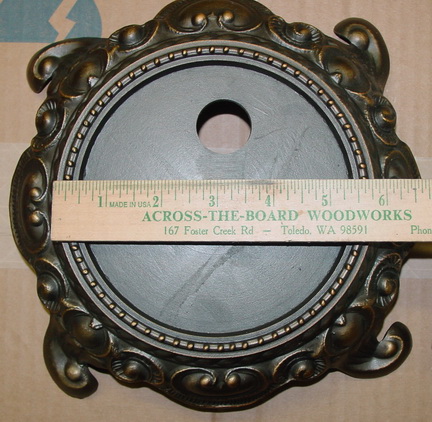 1 MADE IN USA 2 3 4 5 6
ACROSS-THE-BOARD WOODWORKS
167 Foster Creek Rd — Toledo, WA 98591 Phon